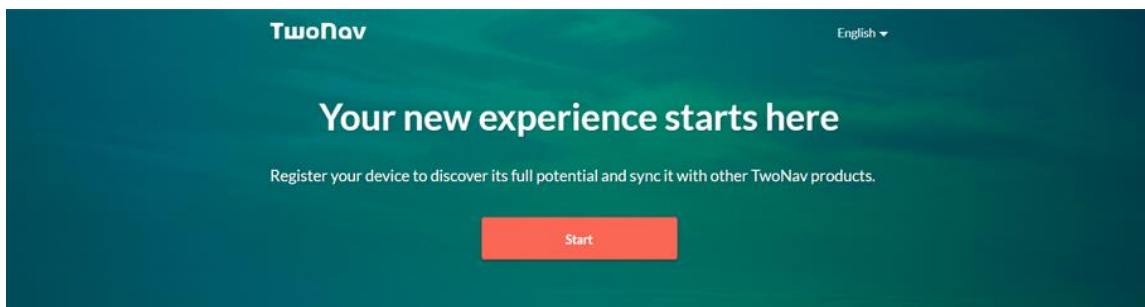 TwoNav
English
Your new experience starts here
Register your device to discover its full potential and sync it with other TwoNav products.
Start